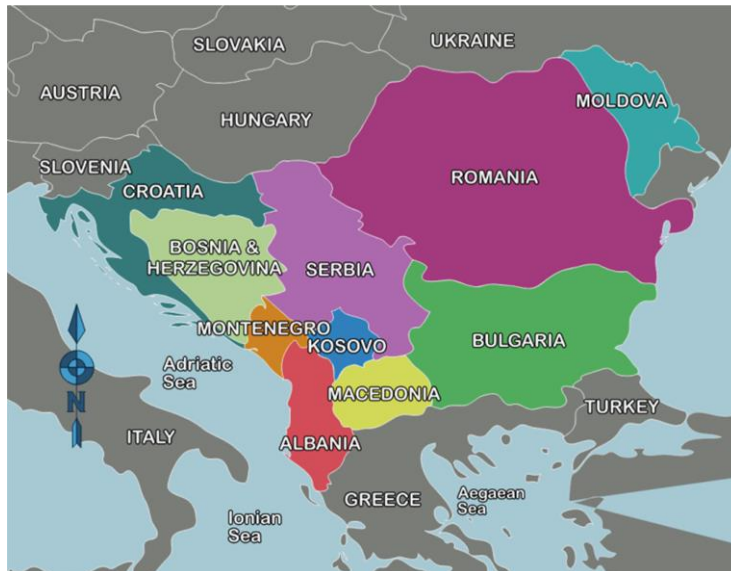 UKRAINE
SLOVAKIA
AUSTRIA
MOLDOVA
HUNGARY
SLOVENIA
CROATIA
ROMANIA
BOSNIA &
HERZEGOVINA
SERBIA
MONTENEGRO
KOSOVO
BULGARIA
Adriatic
Sea
MACEDONIA
N
TURKEY
ITALY
ALBANIA
GREECE
Aegaean
Sea
Ionian
Sea